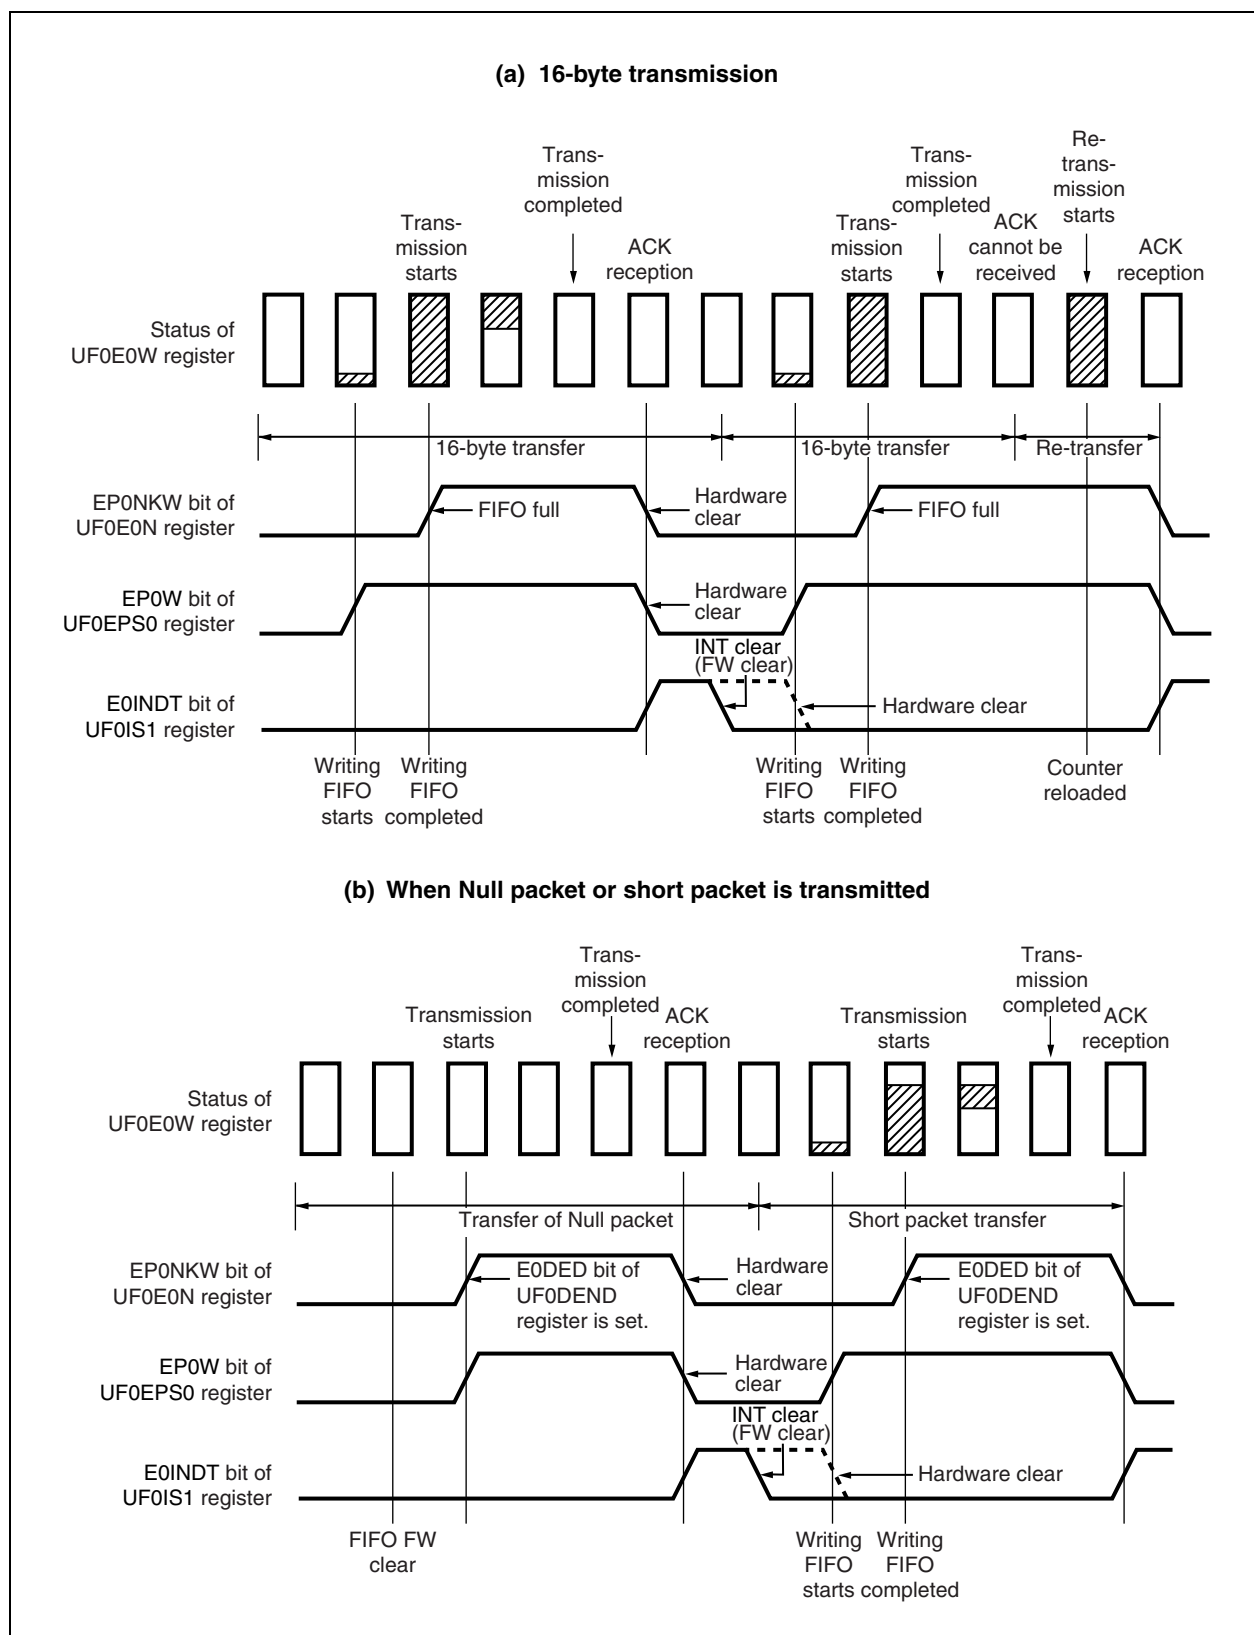 (a) 16-byte transmission
Trans-
mission
completed
Trans-
mission
completed
Re-
trans-
mission
starts
Trans-
mission
starts
ACK
reception
Trans-
mission
starts
ACK
cannot be
received
ACK
reception
Status of
UF0E0W register
16-byte transfer
16-byte transfer
Re-transfer
EP0NKW bit of
UF0E0N register
FIFO full
Hardware
clear
FIFO full
EP0W bit of
UF0EPS0 register
Hardware
clear
INT clear
(FW clear)
E0INDT bit of
UF0IS1 register
Hardware clear
Writing
FIFO
starts
Writing
FIFO
completed
Writing
FIFO
starts
Writing
FIFO
completed
Counter
reloaded
(b) When Null packet or short packet is transmitted
Trans-
mission
completed
Trans-
mission
completed
Transmission
starts
ACK
reception
Transmission
starts
ACK
reception
Status of
UF0E0W register
Transfer of Null packet
Short packet transfer
EP0NKW bit of
UF0E0N register
E0DED bit of
UF0DEND
register is set.
Hardware
clear
E0DED bit of
UF0DEND
register is set.
EP0W bit of
UF0EPS0 register
Hardware
clear
INT clear
(FW clear)
E0INDT bit of
UF0IS1 register
Hardware clear
FIFO FW
clear
Writing
FIFO
starts
Writing
FIFO
completed